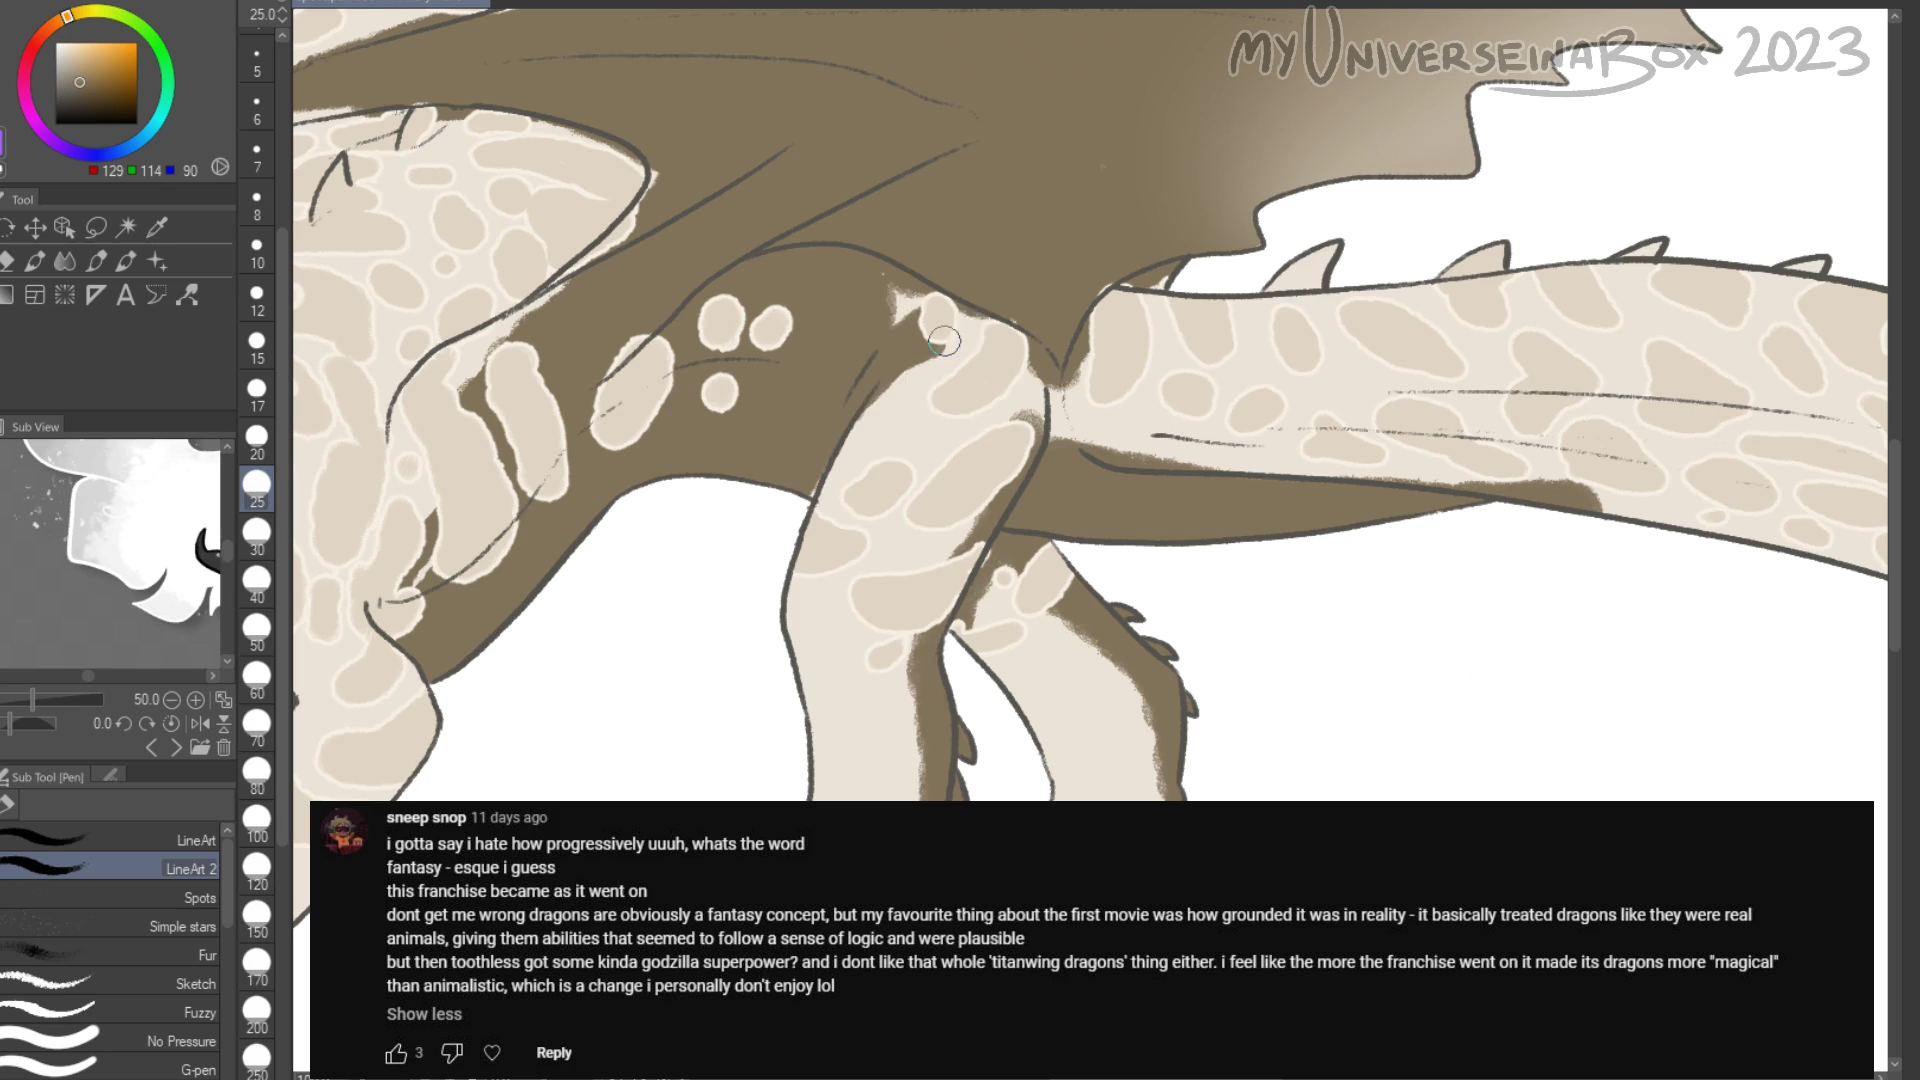 25.0
MYUNIVERSEINABOX 2023
5
6
7
129 114 90
Tool
8
10
12
15
17
Sub View
20
25
30
40
50
60
50.0
0.0
70
Sub Tool [Pen]
80
100
LineArt
LineArt 2
120
Spots
150
Simple stars
Fur
170
Sketch
Fuzzy
200
No Pressure
G-pen
250
sneep snop 11 days ago
i gotta say i hate how progressively uuuh, whats the word
fantasy - esque i guess
this franchise became as it went on
dont get me wrong dragons are obviously a fantasy concept, but my favourite thing about the first movie was how grounded it was in reality - it basically treated dragons like they were real
animals, giving them abilities that seemed to follow a sense of logic and were plausible
but then toothless got some kinda godzilla superpower? and i dont like that whole 'titanwing dragons' thing either. i feel like the more the franchise went on it made its dragons more "magical"
than animalistic, which is a change i personally don't enjoy lol
Show less
3
Reply